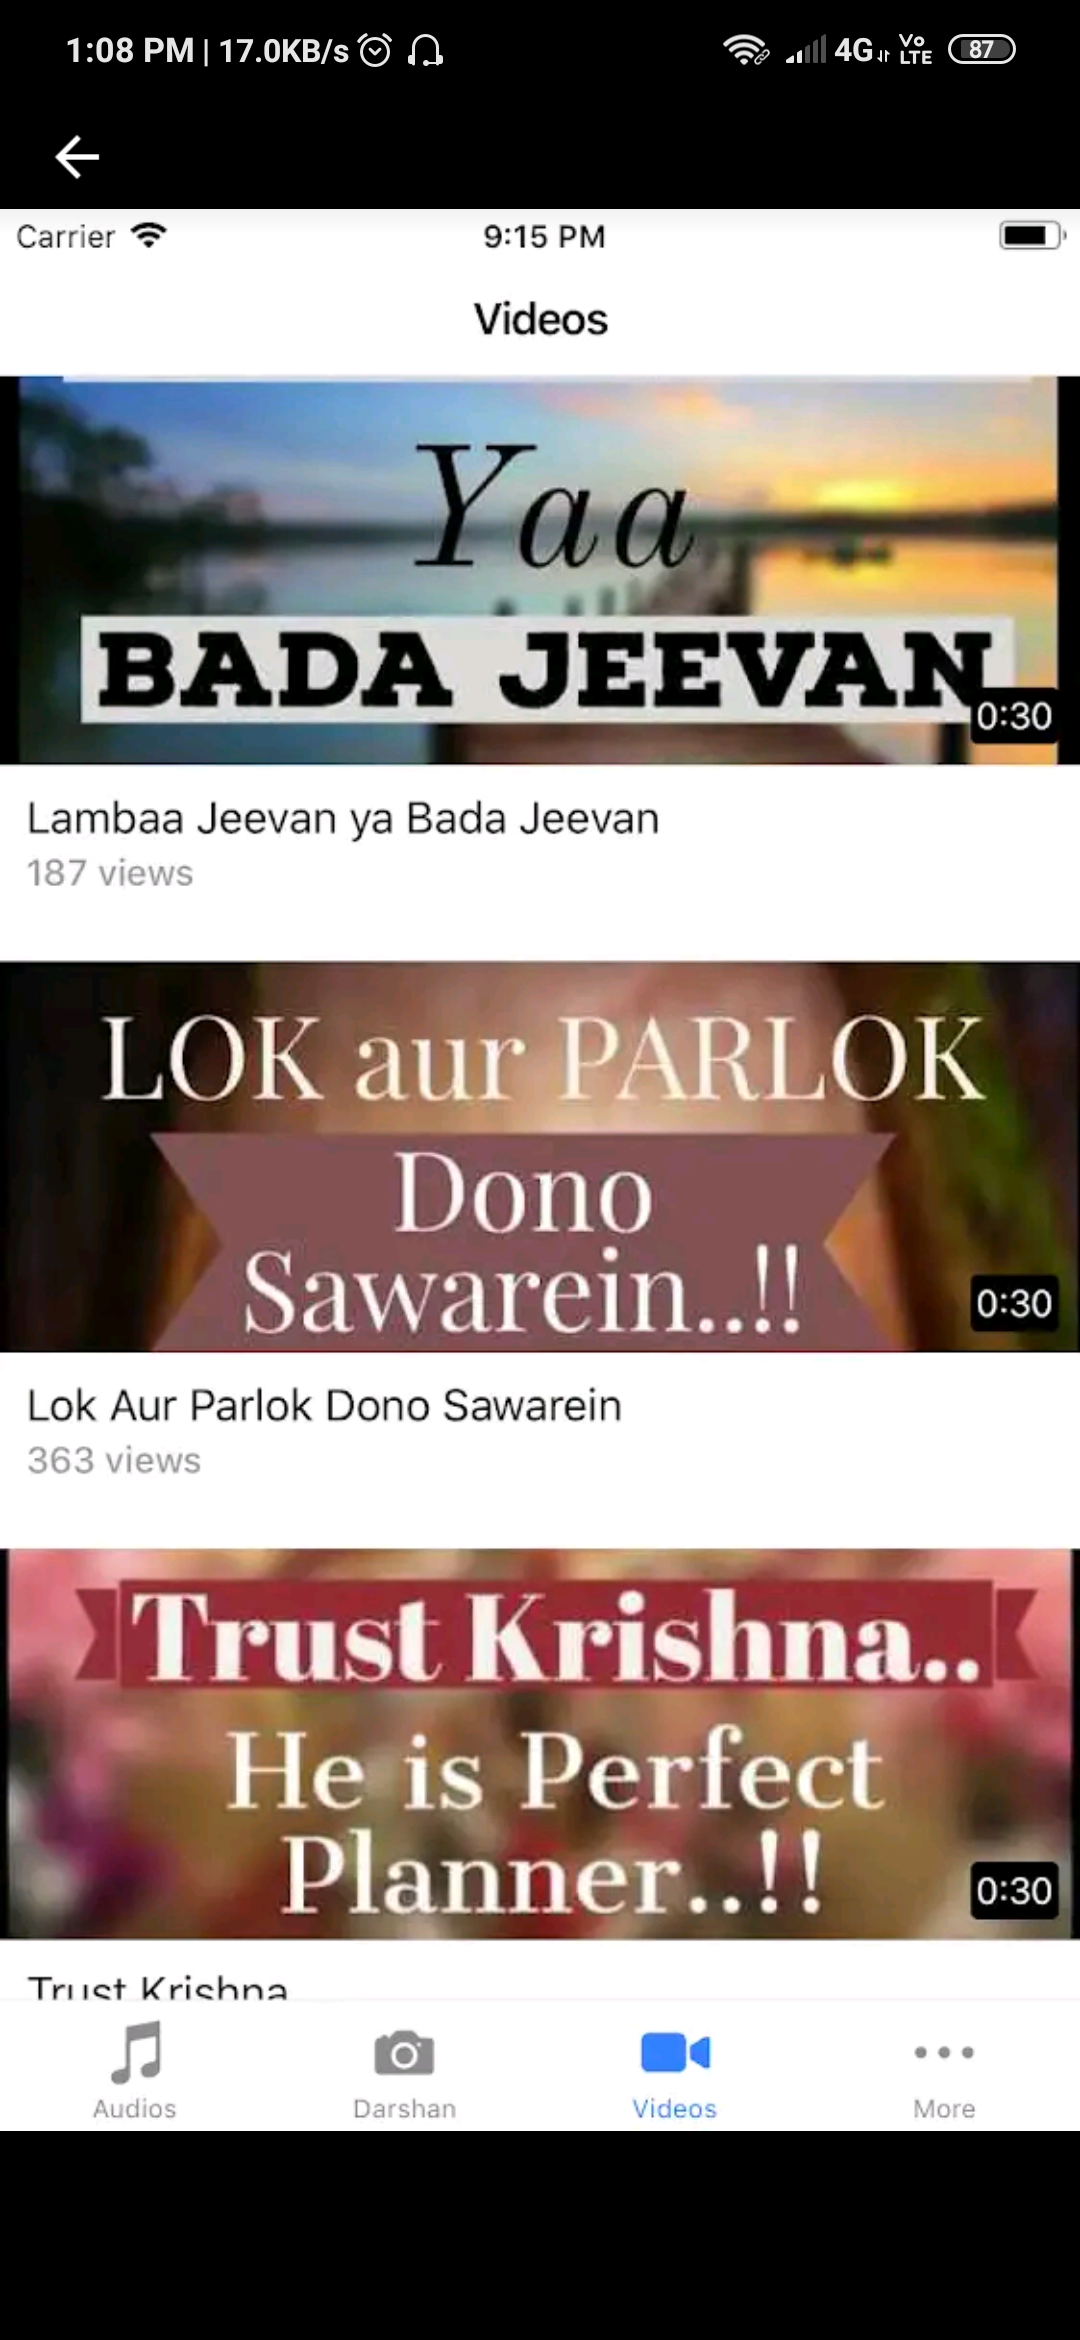 1:08 PM | 17.0KB/s 4G Vo LTE 87
Carrier 9:15 PM
Videos
Yaa
BADA JEEVAN
0:30
Lambaa Jeevan ya Bada Jeevan
187 views
LOK aur PARLOK
Dono
Sawarein..!!
0:30
Lok Aur Parlok Dono Sawarein
363 views
Trust Krishna..
He is Perfect
Planner..!!
0:30
Trust Krishna
Audios Darshan Videos More